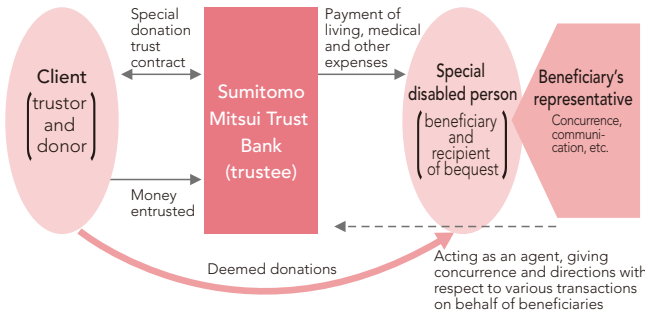 Special
donation
trust
contract
Payment of
living, medical
and other
expenses
Client
(trustor
and
donor)
Sumitomo
Mitsui Trust
Bank
(trustee)
Special
disabled person
(beneficiary
and
recipient
of bequest)
Beneficiary's
representative
Concurrence,
communi-
cation, etc.
Money
entrusted
Deemed donations
Acting as an agent, giving
concurrence and directions with
respect to various transactions
on behalf of beneficiaries